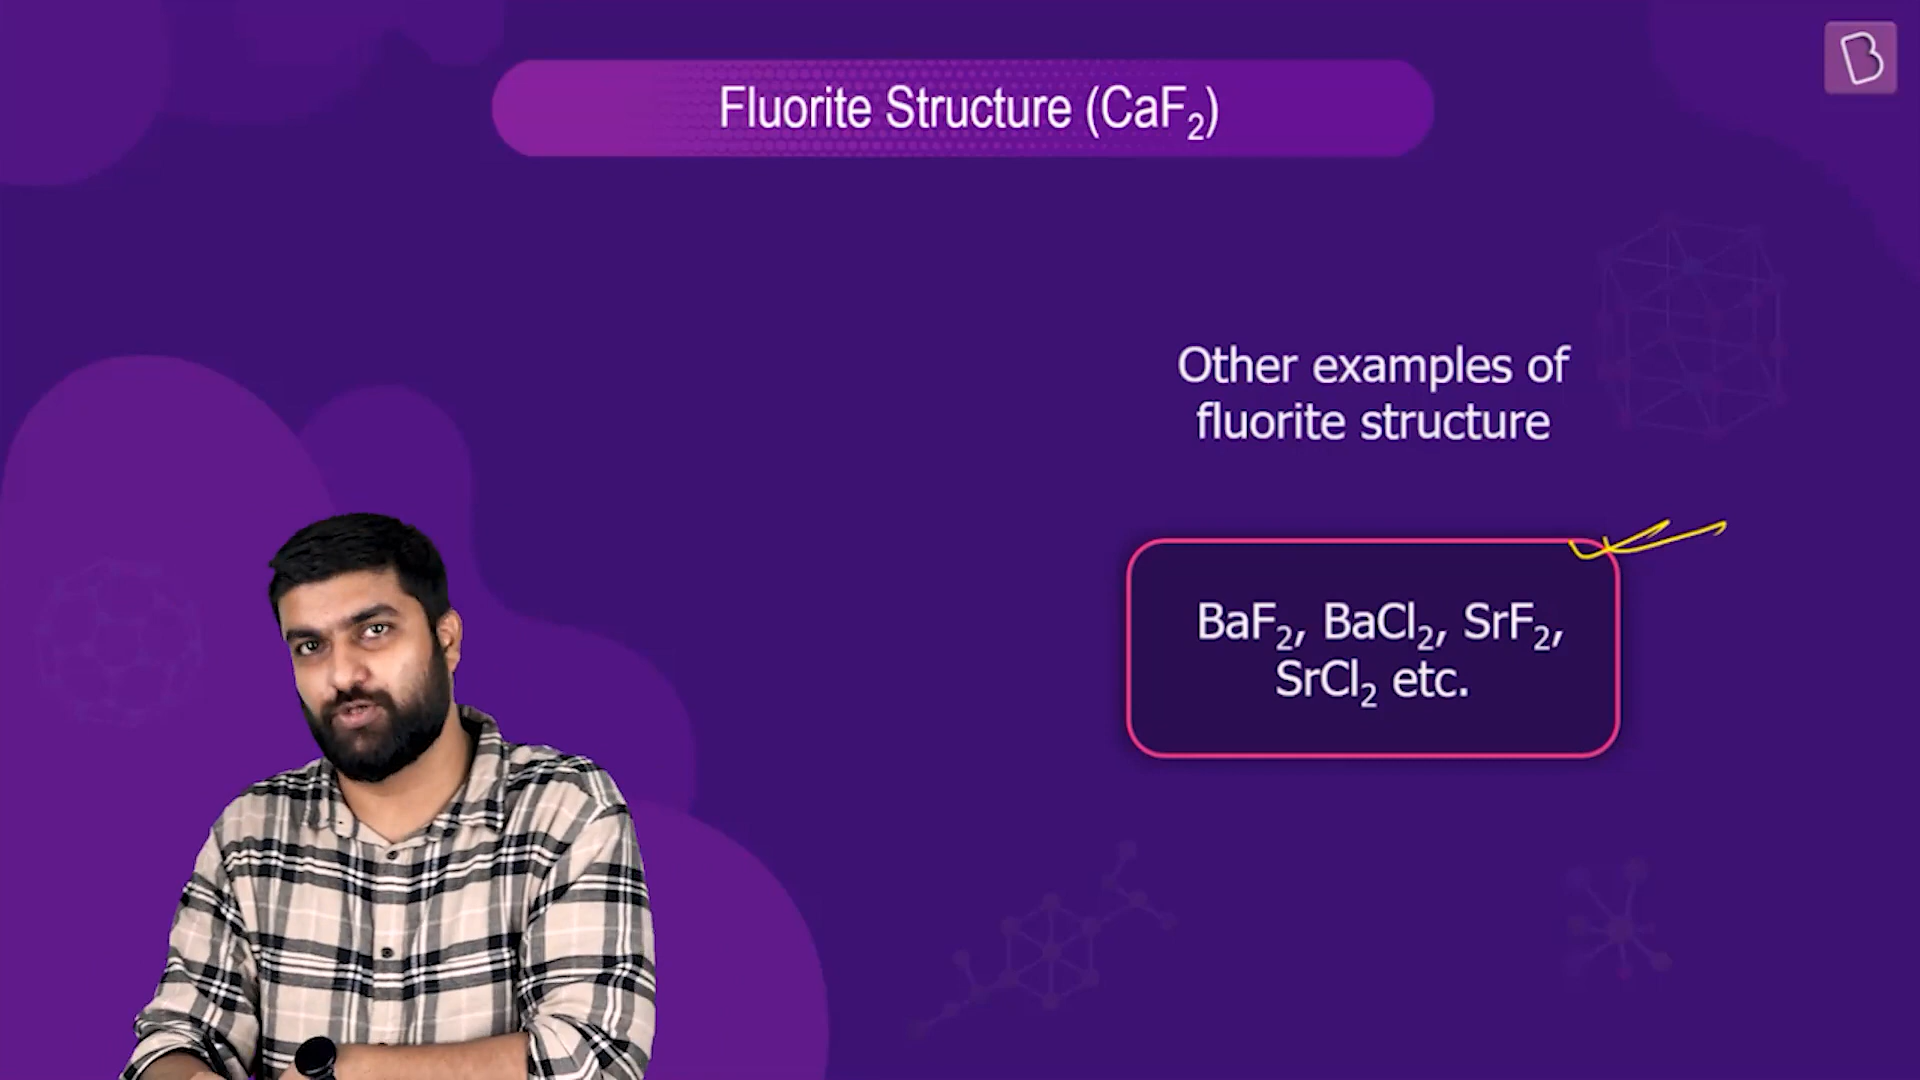 Fluorite Structure (CaF₂)
Other examples of
fluorite structure
BaF₂, BaCl₂, SrF₂,
SrCl₂ etc.